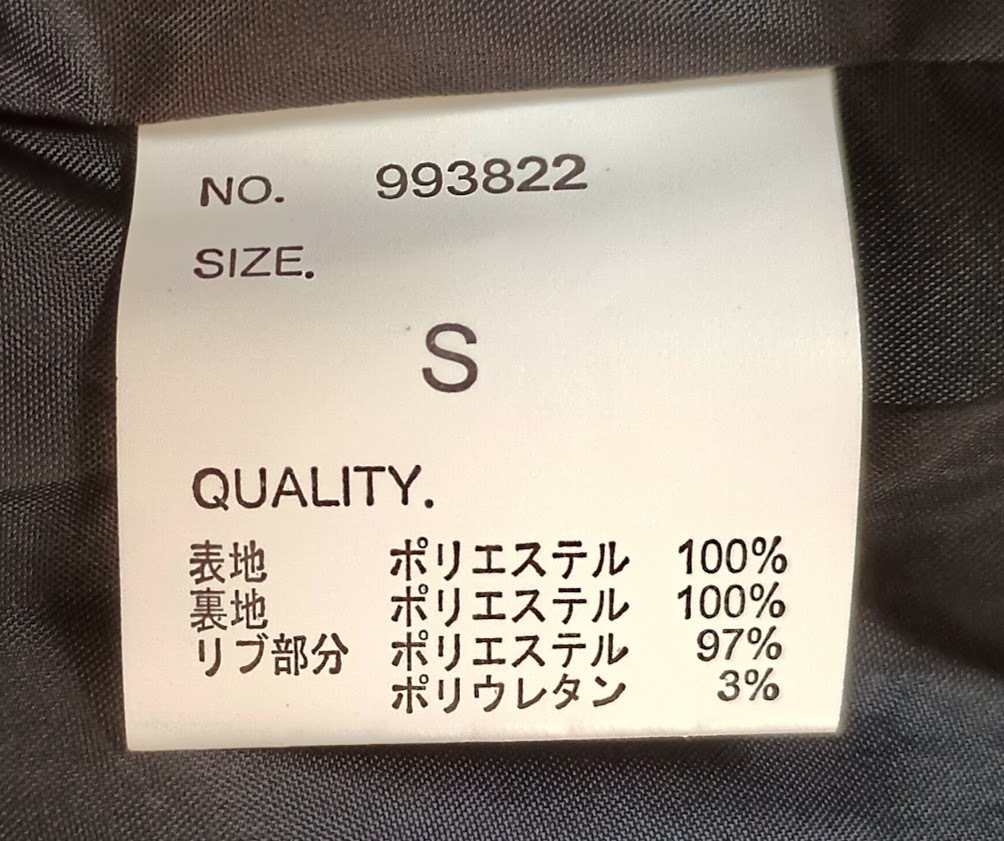 NO. 993822
SIZE.
S
QUALITY.
表地 ポリエステル 100%
裏地 ポリエステル 100%
リブ部分 ポリエステル 97%
ポリウレタン 3%